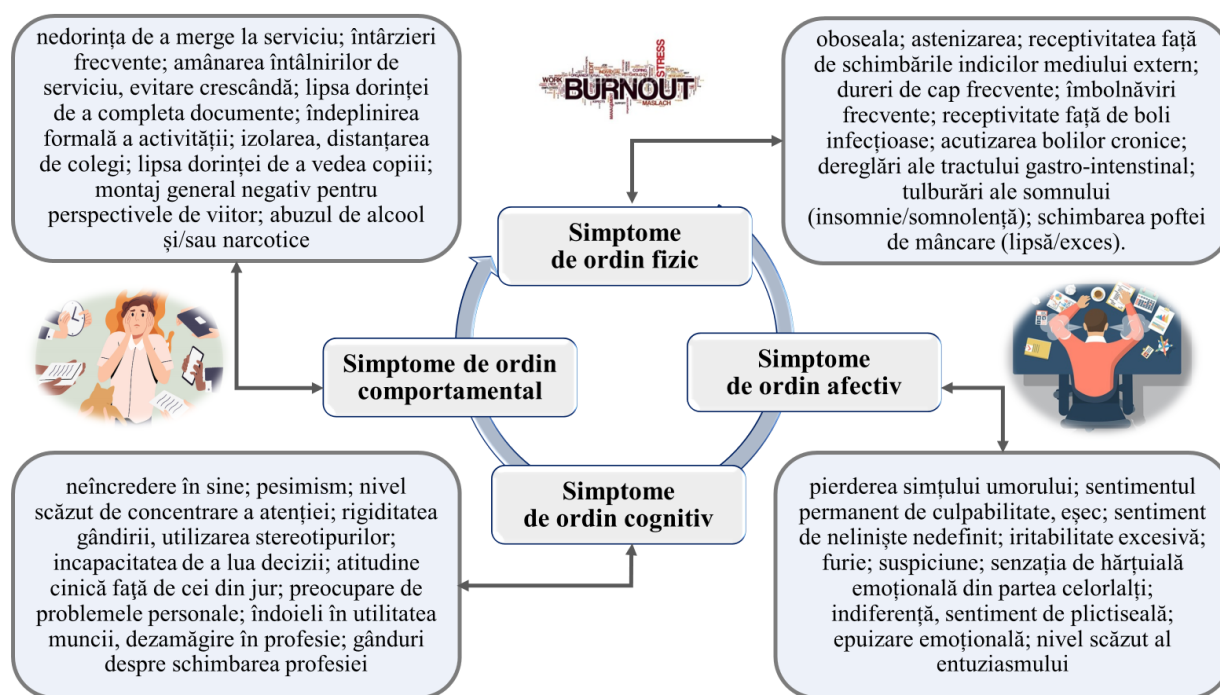 nedorința de a merge la serviciu; întârzieri
frecvente; amânarea întâlnirilor de
serviciu, evitare crescândă; lipsa dorinței
de a completa documente; îndeplinirea
formală a activității; izolarea, distanțarea
de colegi; lipsa dorinței de a vedea copiii;
montaj general negativ pentru
perspectivele de viitor; abuzul de alcool
și/sau narcotice
BURNOUT
STRESS
WORK
MASLACH
oboseala; astenizarea; receptivitatea față
de schimbările indicilor mediului extern;
dureri de cap frecvente; îmbolnăviri
frecvente; receptivitate față de boli
infecțioase; acutizarea bolilor cronice;
dereglări ale tractului gastro-intenstinal;
tulburări ale somnului
(insomnie/somnolență); schimbarea poftei
de mâncare (lipsă/exces).
Simptome
de ordin fizic
Simptome de ordin
comportamental
Simptome
de ordin afectiv
Simptome
de ordin cognitiv
neîncredere în sine; pesimism; nivel
scăzut de concentrare a atenției; rigiditatea
gândirii, utilizarea stereotipurilor;
incapacitatea de a lua decizii; atitudine
cinică față de cei din jur; preocupare de
problemele personale; îndoieli în utilitatea
muncii, dezamăgire în profesie; gânduri
despre schimbarea profesiei
pierderea simțului umorului; sentimentul
permanent de culpabilitate, eșec; sentiment
de neliniște nedefinit; iritabilitate excesivă;
furie; suspiciune; senzația de hărțuială
emoțională din partea celorlalți;
indiferență, sentiment de plictiseală;
epuizare emoțională; nivel scăzut al
entuziasmului